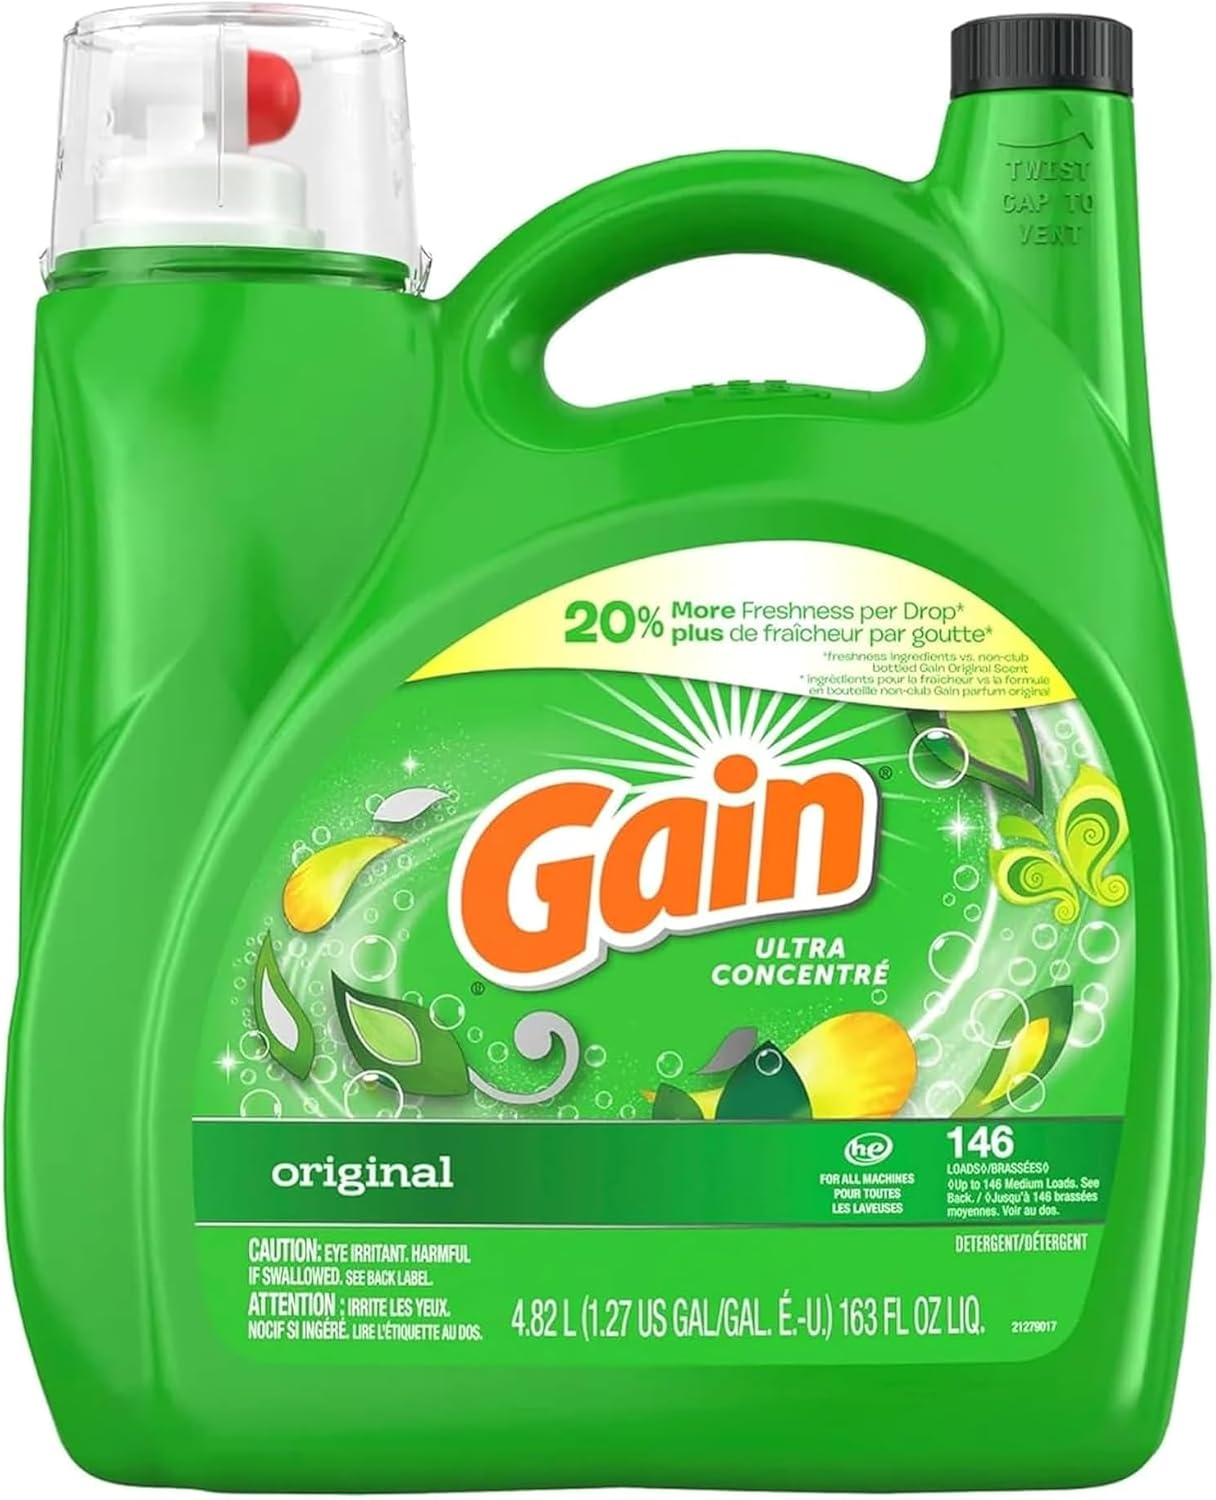 TWIST
CAP TO
VENT
20% More Freshness per Drop*
plus de fraîcheur par goutte*
*freshness ingredients vs. non-club
bottled Gain Original Scent
* ingrédients pour la fraîcheur vs la formule
en bouteille non-club Gain parfum original
Gain®
®
ULTRA
CONCENTRÉ
original
he
FOR ALL MACHINES
POUR TOUTES
LES LAVEUSES
146
LOADS◊/BRASSÉES◊
◊Up to 146 Medium Loads. See
Back. / ◊Jusqu'à 146 brassées
moyennes. Voir au dos.
DETERGENT/DÉTERGENT
CAUTION: EYE IRRITANT. HARMFUL
IF SWALLOWED. SEE BACK LABEL.
ATTENTION : IRRITE LES YEUX.
NOCIF SI INGÉRÉ. LIRE L'ÉTIQUETTE AU DOS.
4.82 L (1.27 US GAL/GAL. É.-U.) 163 FL OZ LIQ.
21279017